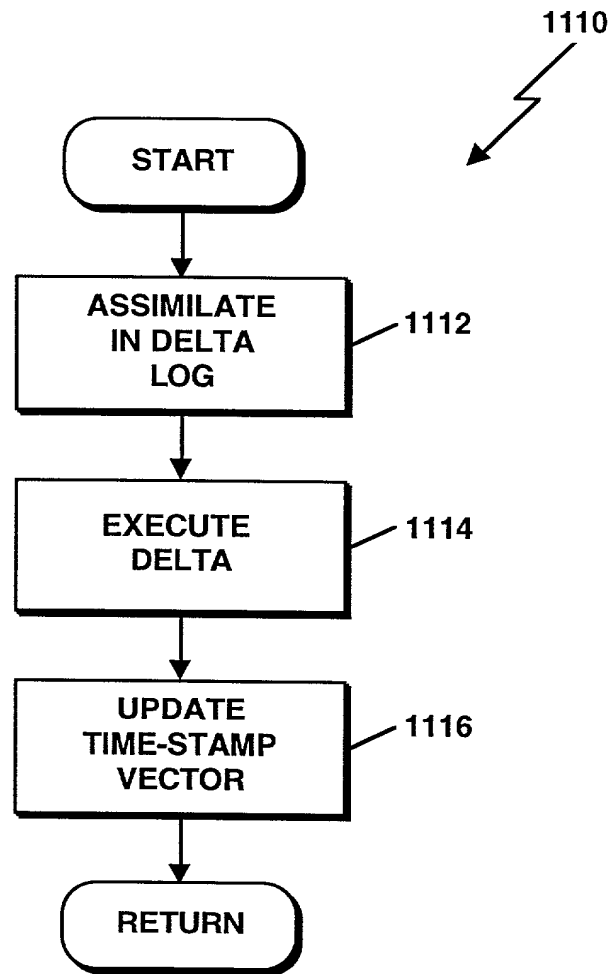 1110
START
ASSIMILATE
IN DELTA
LOG
1112
EXECUTE
DELTA
1114
UPDATE
TIME-STAMP
VECTOR
1116
RETURN